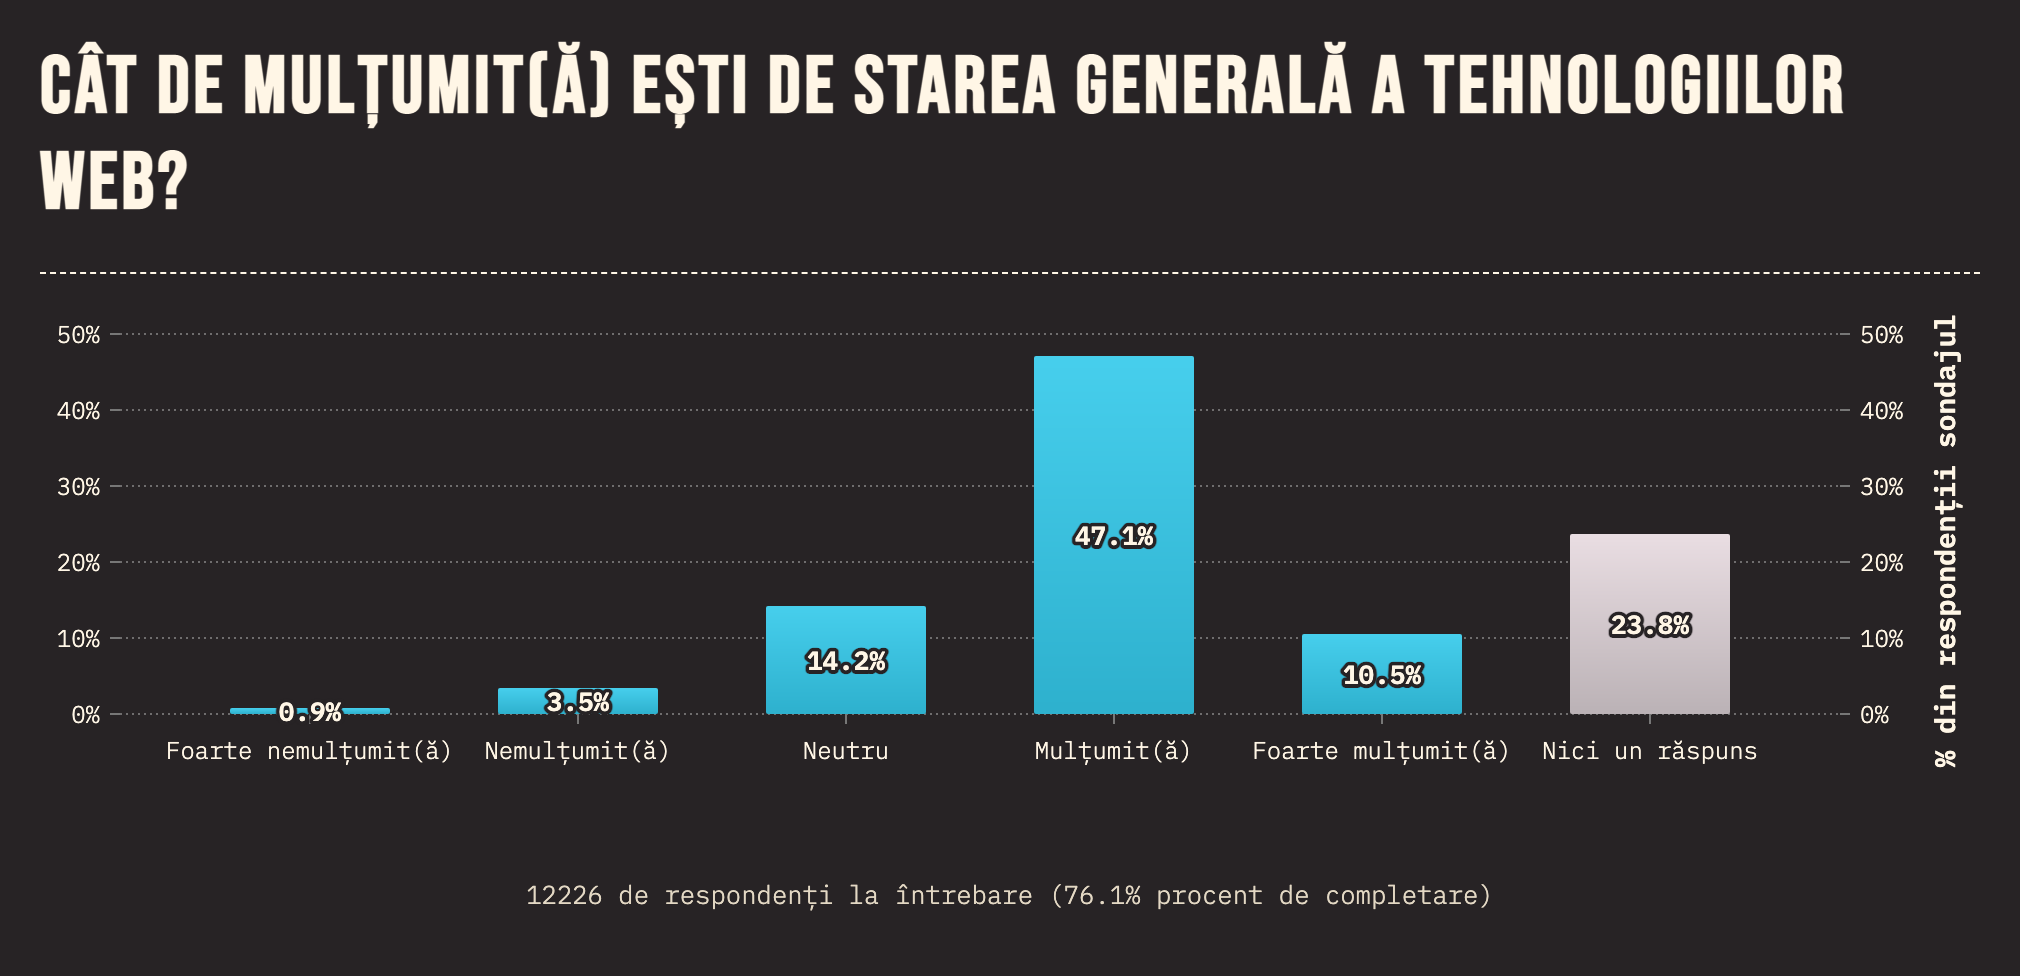 CÂT DE MULȚUMIT(Ă) EȘTI DE STAREA GENERALĂ A TEHNOLOGIILOR
WEB?
50%
40%
30%
20%
10%
0%
50%
40%
30%
20%
10%
0%
% din respondenții sondajul
0.9%
3.5%
14.2%
47.1%
10.5%
23.8%
Foarte nemulțumit(ă)
Nemulțumit(ă)
Neutru
Mulțumit(ă)
Foarte mulțumit(ă)
Nici un răspuns
12226 de respondenți la întrebare (76.1% procent de completare)